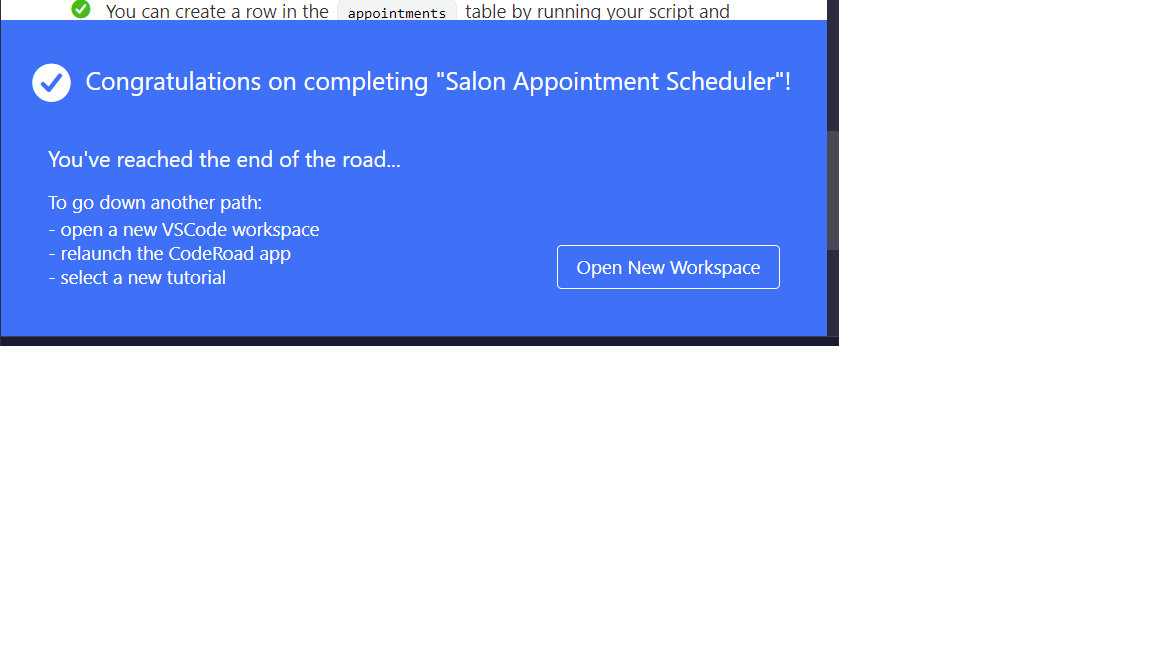 You can create a row in the appointments table by running your script and
Congratulations on completing "Salon Appointment Scheduler"!
You've reached the end of the road...
To go down another path:
- open a new VSCode workspace
- relaunch the CodeRoad app
- select a new tutorial
Open New Workspace